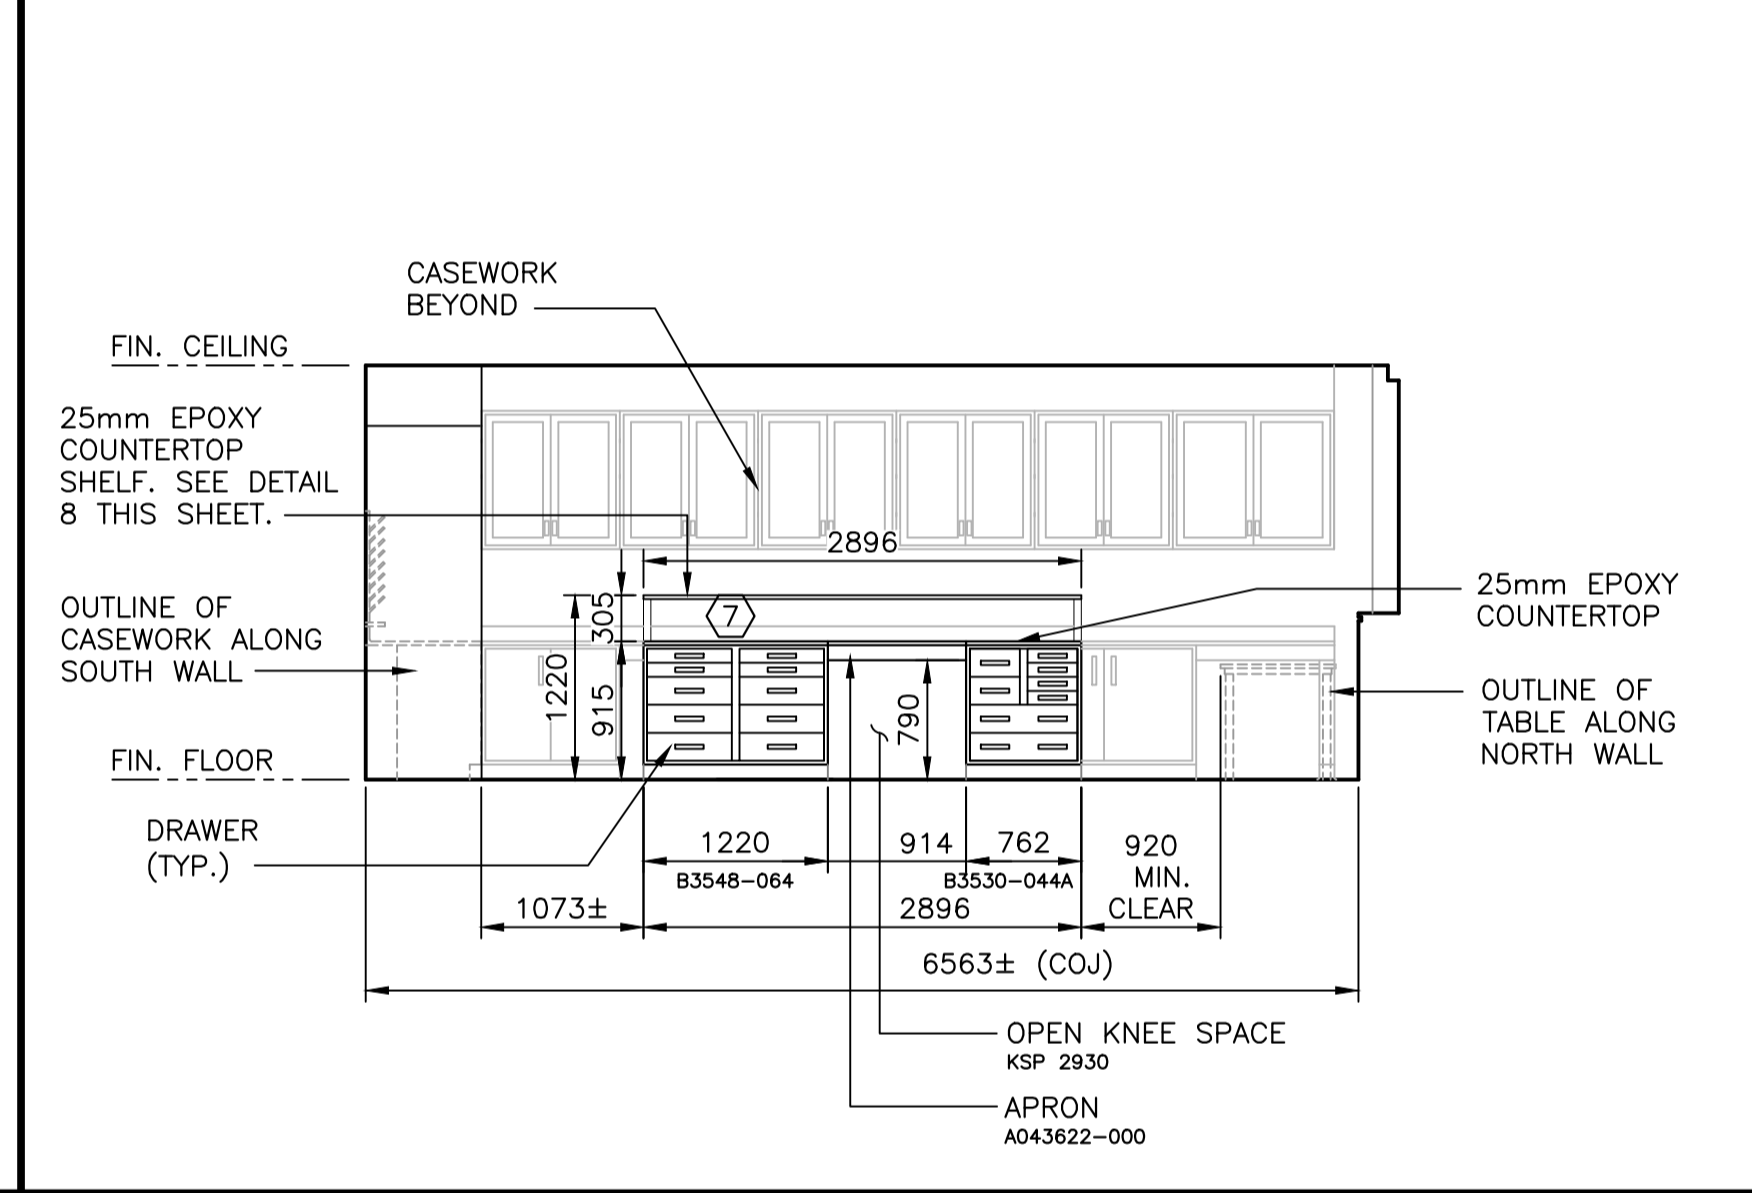 CASEWORK
BEYOND
FIN. CEILING
25mm EPOXY
COUNTERTOP
SHELF. SEE DETAIL
8 THIS SHEET.
2896
7
305
1220
915
790
25mm EPOXY
COUNTERTOP
OUTLINE OF
CASEWORK ALONG
SOUTH WALL
OUTLINE OF
TABLE ALONG
NORTH WALL
FIN. FLOOR
DRAWER
(TYP.)
1220
B3548-064
914
762
B3530-044A
920
MIN.
CLEAR
1073±
2896
6563± (COJ)
OPEN KNEE SPACE
KSP 2930
APRON
A043622-000